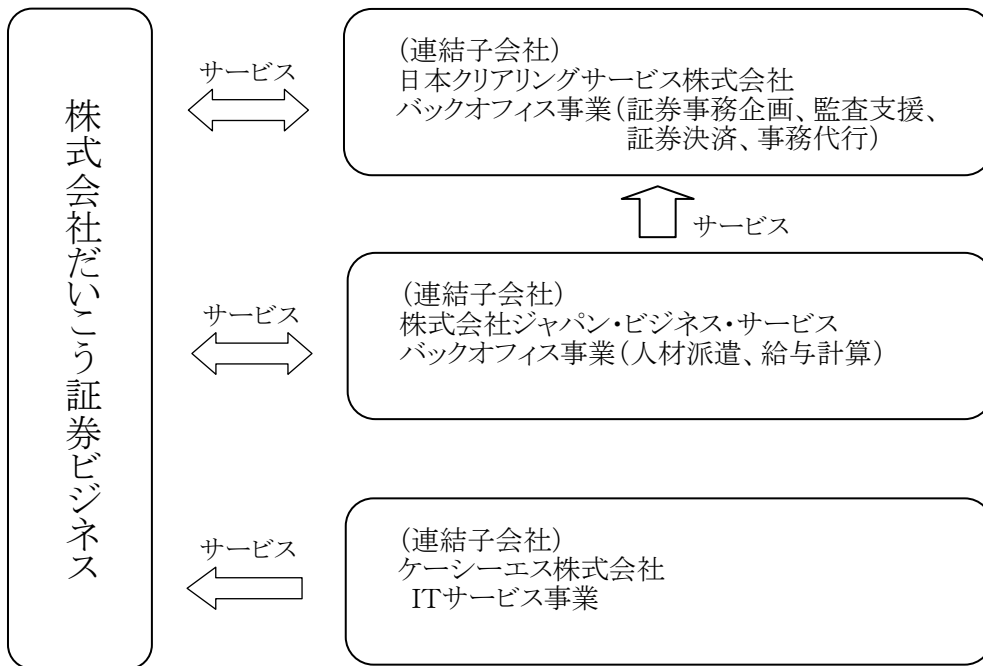 株式会社だいこう証券ビジネス
サービス
(連結子会社)
日本クリアリングサービス株式会社
バックオフィス事業(証券事務企画、監査支援、
証券決済、事務代行)
サービス
サービス
(連結子会社)
株式会社ジャパン・ビジネス・サービス
バックオフィス事業(人材派遣、給与計算)
サービス
(連結子会社)
ケーシーエス株式会社
ITサービス事業